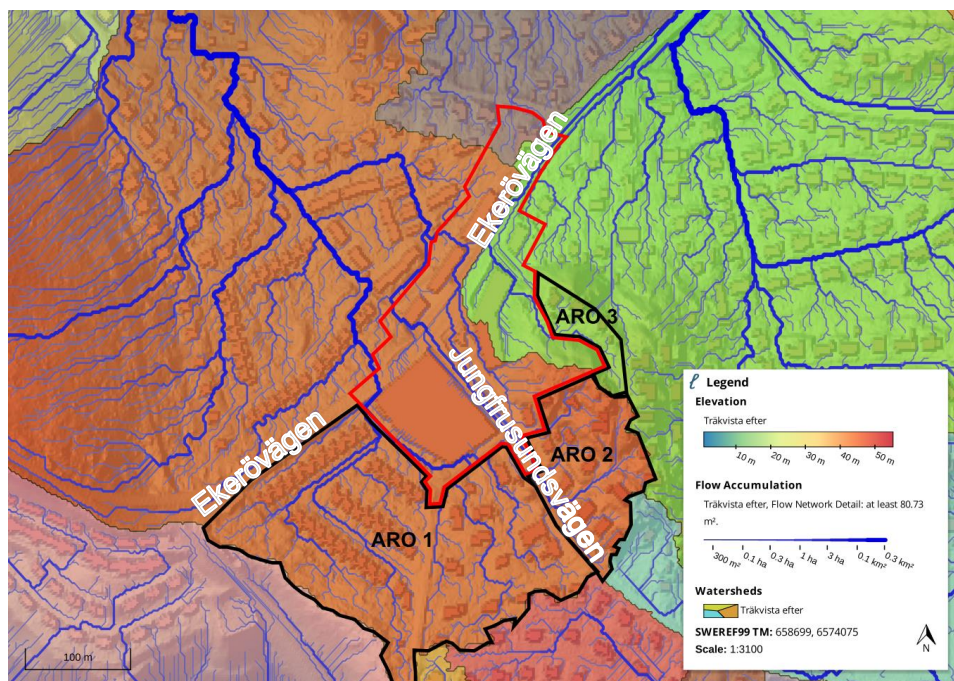 Ekerövägen
ARO 3
Jungfrusundsvägen
Ekerövägen
ARO 2
ARO 1
100 m
Legend
Elevation
Träkvista efter
10 m 20 m 30 m 40 m 50 m
Flow Accumulation
Träkvista efter, Flow Network Detail: at least 80.73
m².
300 m² 0.1 ha 0.3 ha 1 ha 3 ha 0.1 km² 0.3 km²
Watersheds
Träkvista efter
SWEREF99 TM: 658699, 6574075
Scale: 1:3100
N